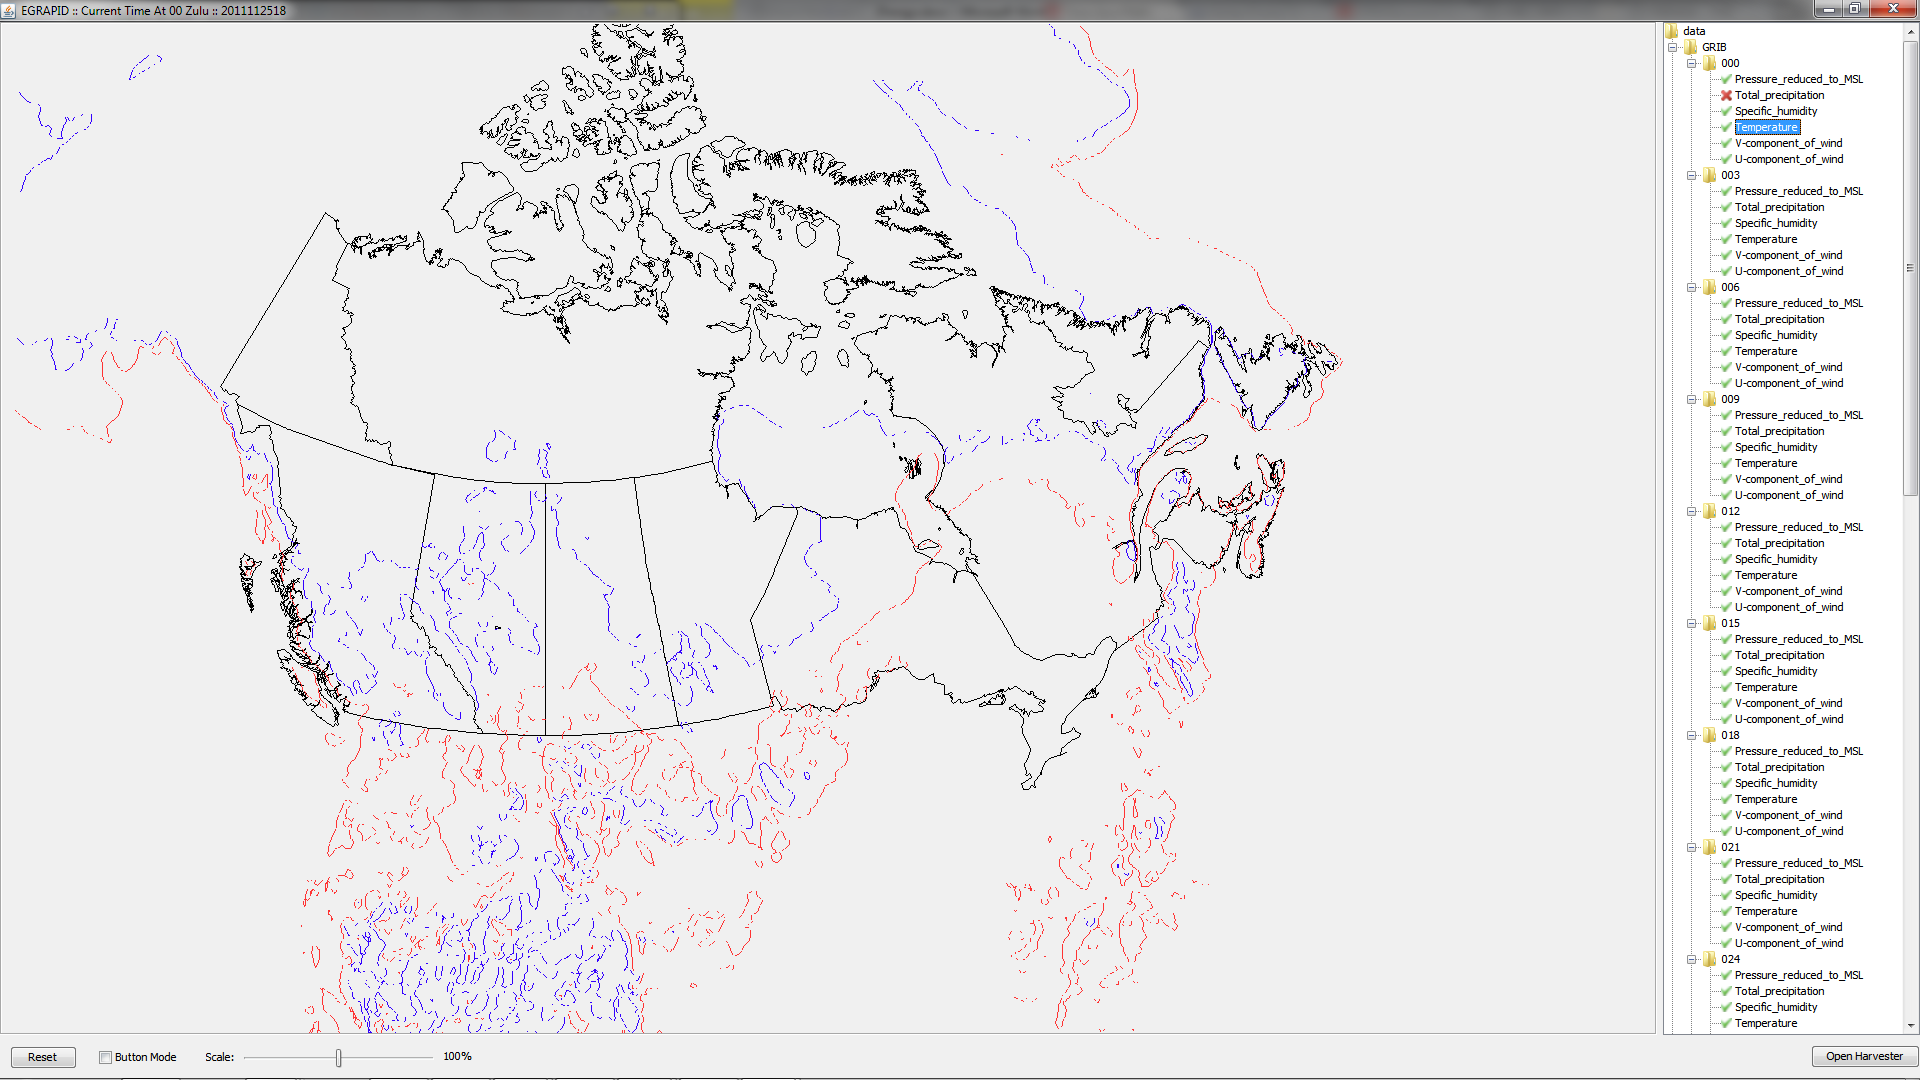 EGRAPID :: Current Time At 00 Zulu :: 2011112518
data
GRIB
000
Pressure_reduced_to_MSL
Total_precipitation
Specific_humidity
Temperature
V-component_of_wind
U-component_of_wind
003
Pressure_reduced_to_MSL
Total_precipitation
Specific_humidity
Temperature
V-component_of_wind
U-component_of_wind
006
Pressure_reduced_to_MSL
Total_precipitation
Specific_humidity
Temperature
V-component_of_wind
U-component_of_wind
009
Pressure_reduced_to_MSL
Total_precipitation
Specific_humidity
Temperature
V-component_of_wind
U-component_of_wind
012
Pressure_reduced_to_MSL
Total_precipitation
Specific_humidity
Temperature
V-component_of_wind
U-component_of_wind
015
Pressure_reduced_to_MSL
Total_precipitation
Specific_humidity
Temperature
V-component_of_wind
U-component_of_wind
018
Pressure_reduced_to_MSL
Total_precipitation
Specific_humidity
Temperature
V-component_of_wind
U-component_of_wind
021
Pressure_reduced_to_MSL
Total_precipitation
Specific_humidity
Temperature
V-component_of_wind
U-component_of_wind
024
Pressure_reduced_to_MSL
Total_precipitation
Specific_humidity
Temperature
Reset Button Mode Scale: 100% Open Harvester